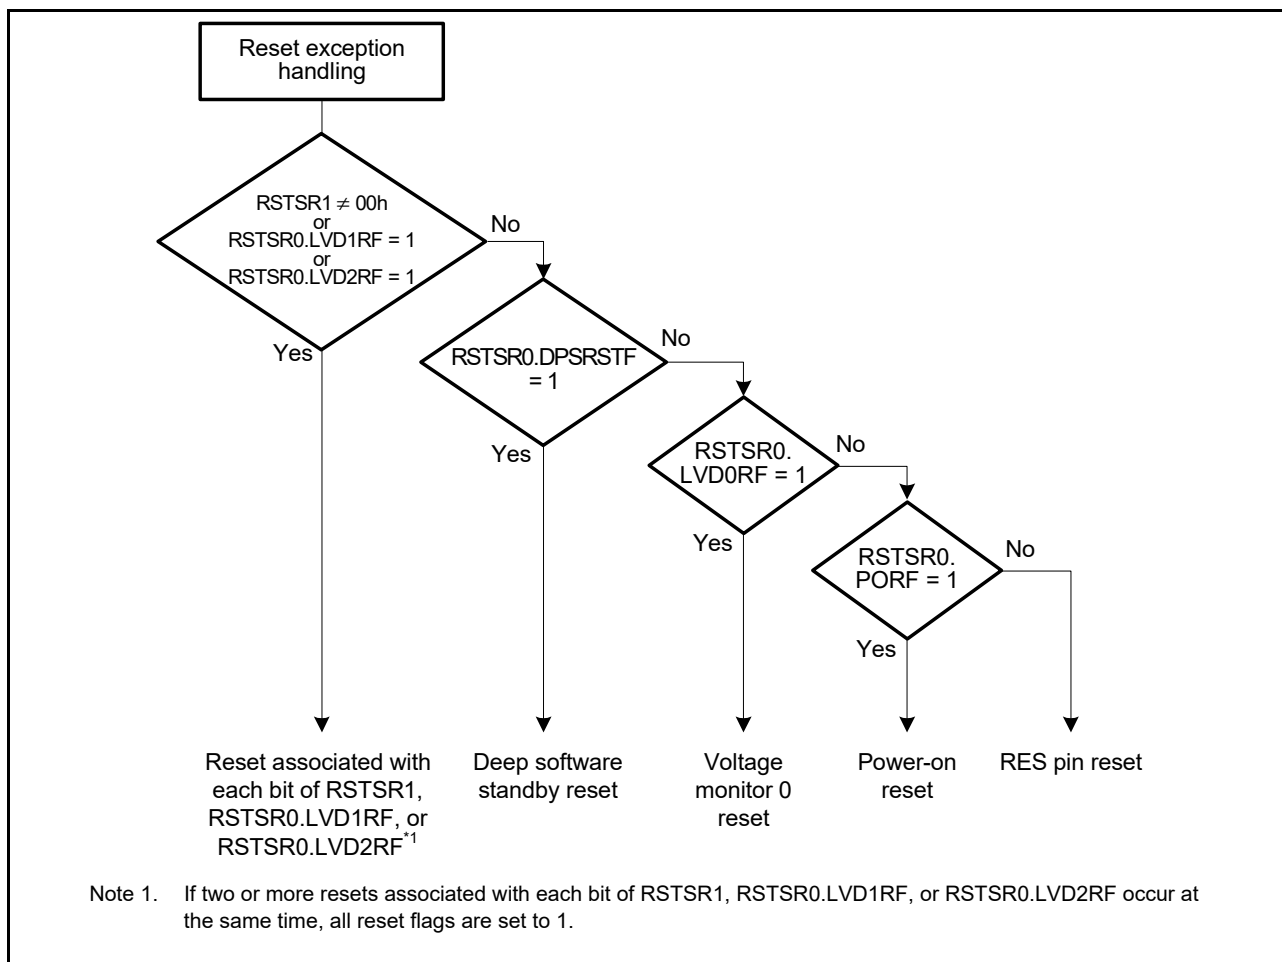 Reset exception
handling
RSTSR1 ≠ 00h
or
RSTSR0.LVD1RF = 1
or
RSTSR0.LVD2RF = 1
No
Yes
RSTSR0.DPSRSTF
= 1
No
Yes
RSTSR0.
LVD0RF = 1
No
Yes
RSTSR0.
PORF = 1
No
Yes
Reset associated with
each bit of RSTSR1,
RSTSR0.LVD1RF, or
RSTSR0.LVD2RF*1
Deep software
standby reset
Voltage
monitor 0
reset
Power-on
reset
RES pin reset
Note 1. If two or more resets associated with each bit of RSTSR1, RSTSR0.LVD1RF, or RSTSR0.LVD2RF occur at
the same time, all reset flags are set to 1.